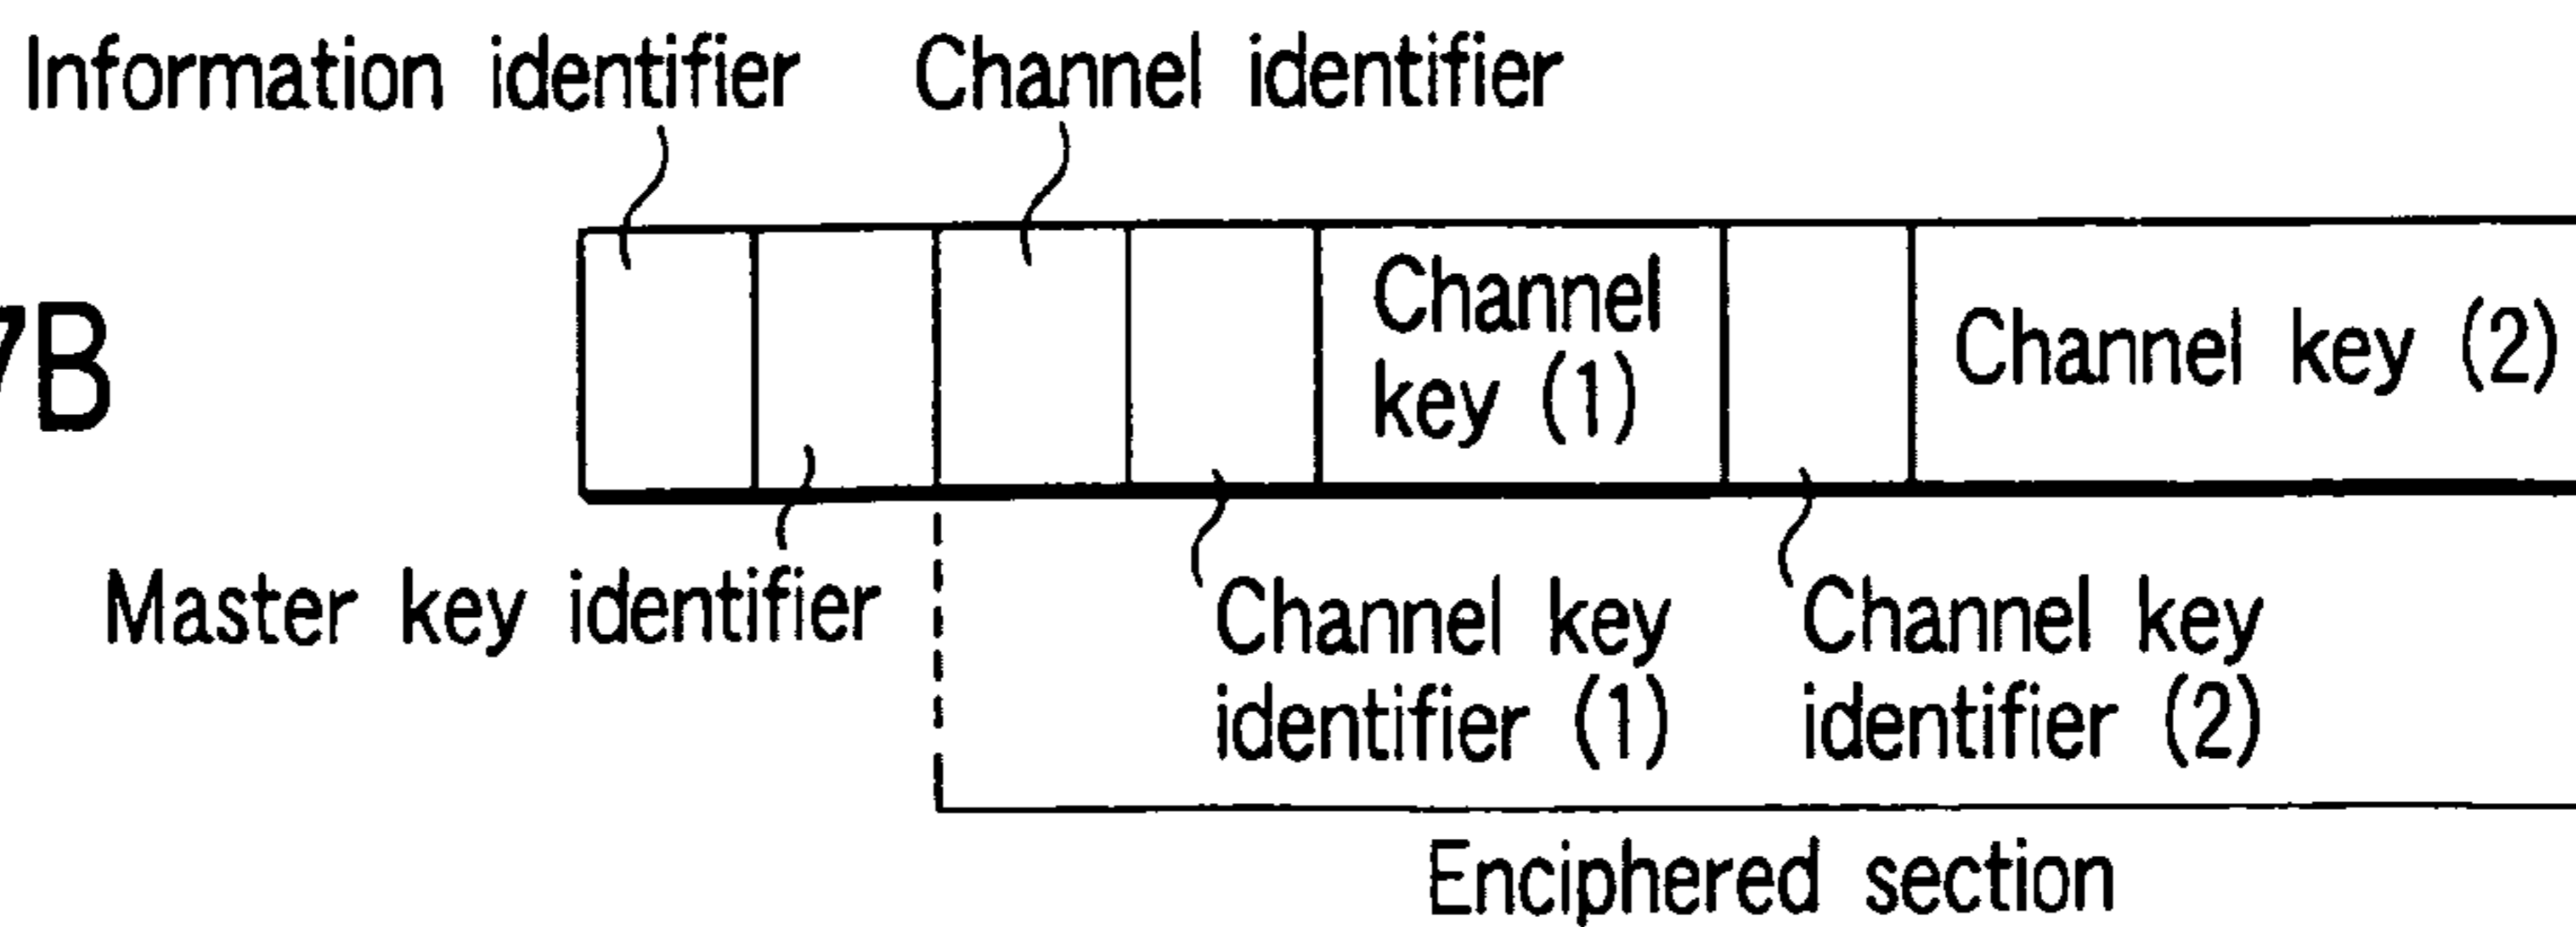 Information identifier Channel identifier
7B
Channel
key (1)
Channel key (2)
Master key identifier
Channel key
identifier (1)
Channel key
identifier (2)
Enciphered section